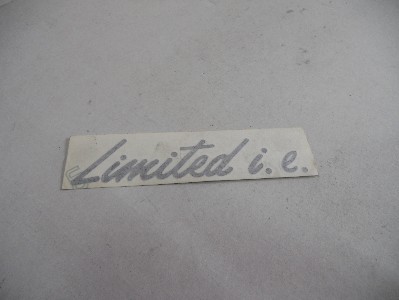 Limited i. e.